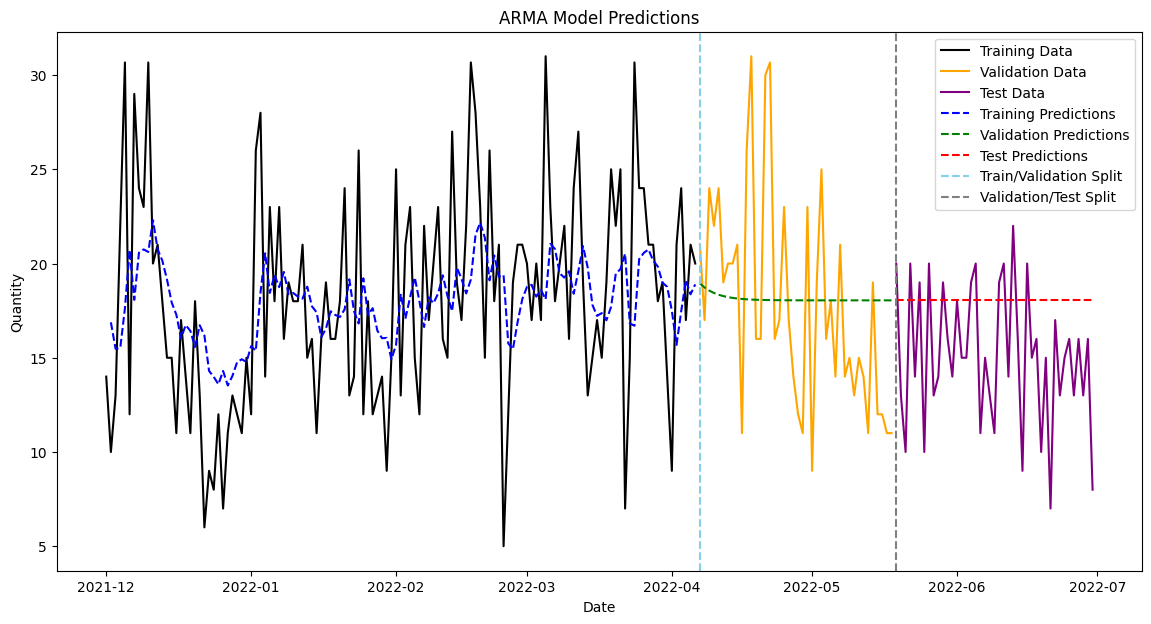 ARMA Model Predictions
Quantity
30
25
20
15
10
5
Training Data
Validation Data
Test Data
Training Predictions
Validation Predictions
Test Predictions
Train/Validation Split
Validation/Test Split
2021-12
2022-01
2022-02
2022-03
2022-04
2022-05
2022-06
2022-07
Date